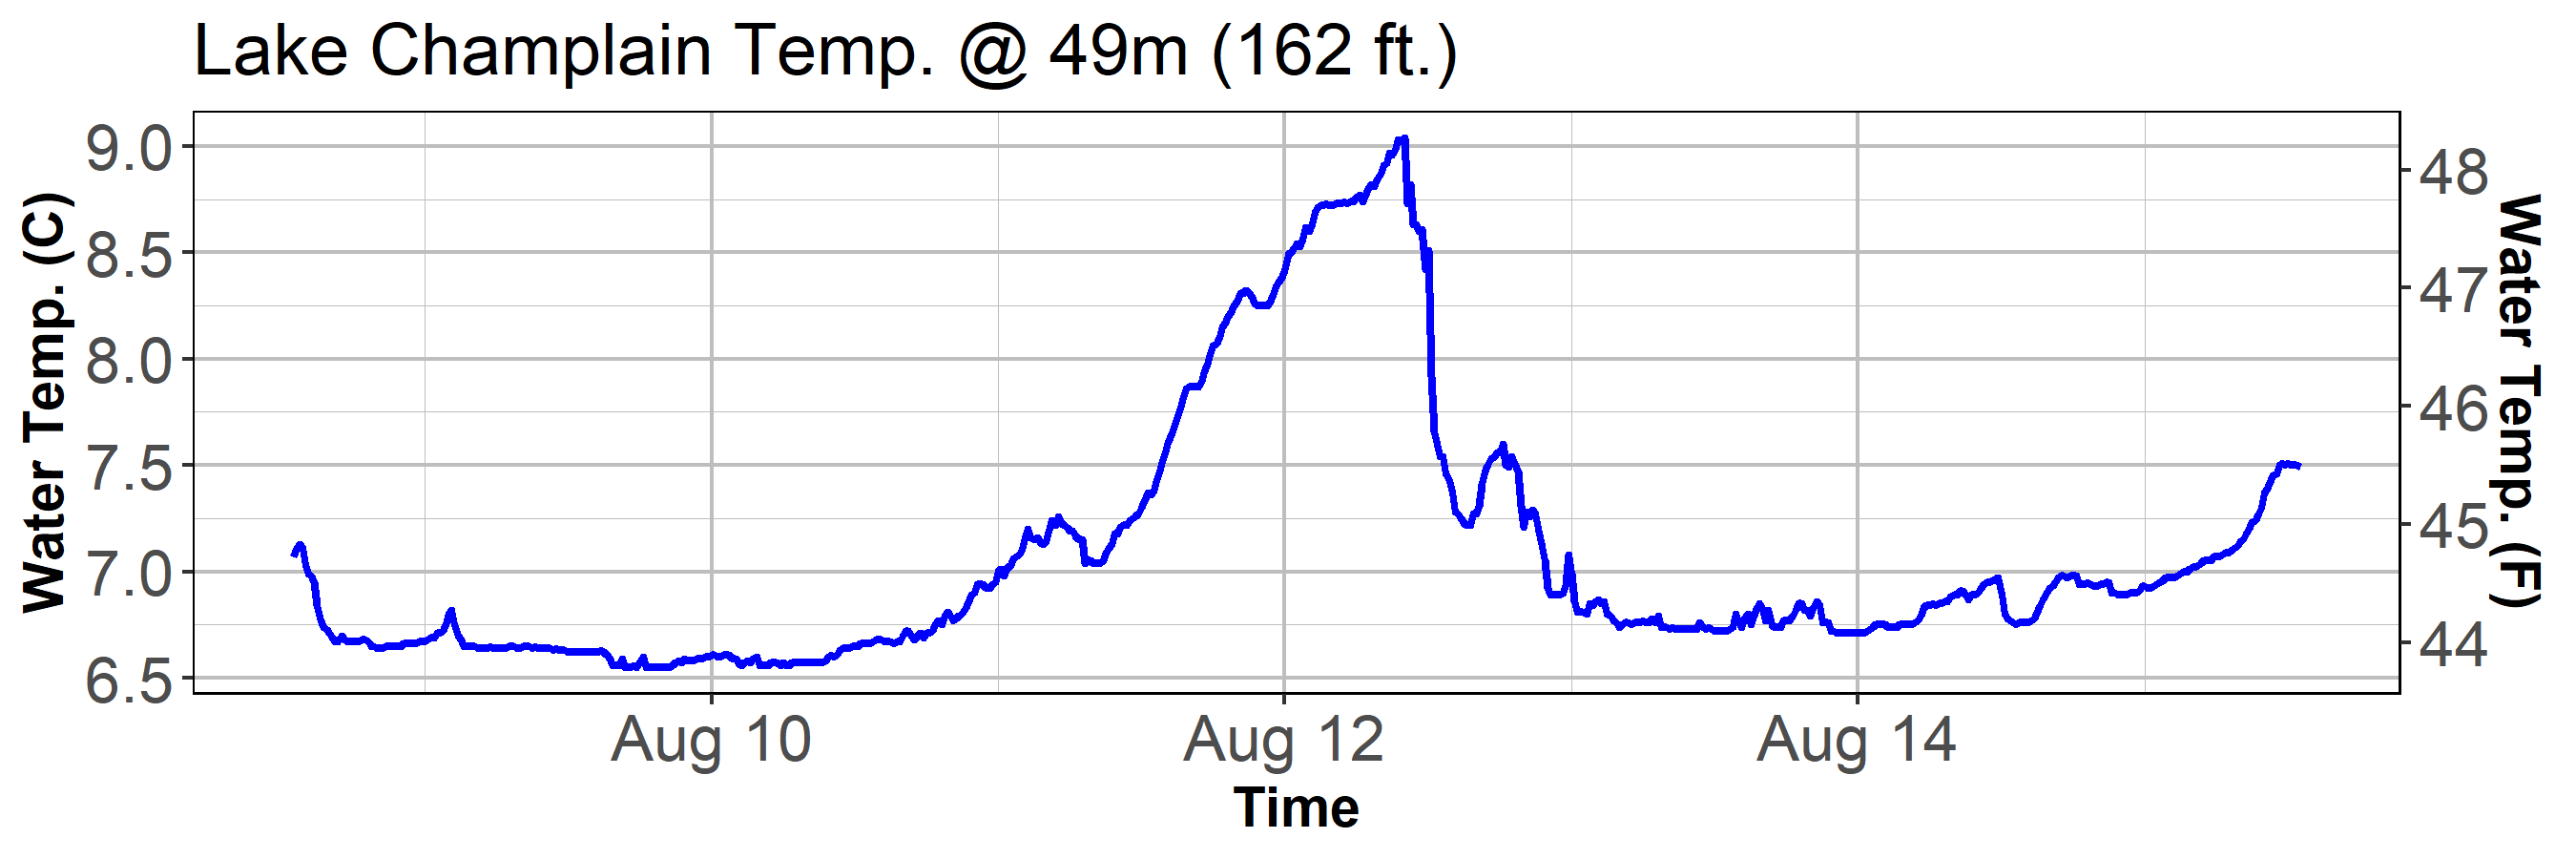 Lake Champlain Temp. @ 49m (162 ft.)
Water Temp. (C)
9.0
8.5
8.0
7.5
7.0
6.5
48
47
46
45
44
Water Temp. (F)
Aug 10
Aug 12
Aug 14
Time